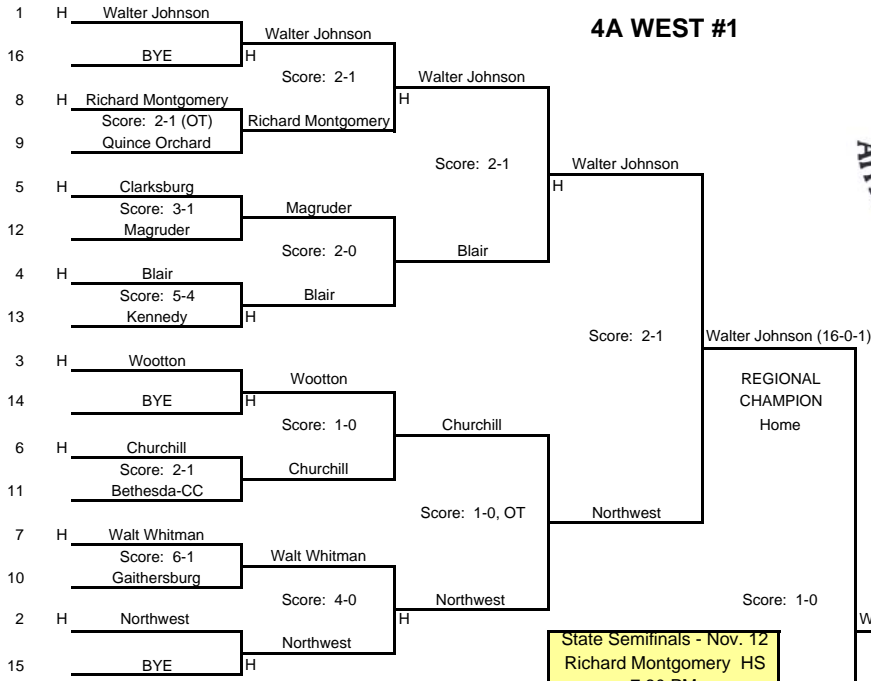 4A WEST #1
1 H Walter Johnson
Walter Johnson
16 BYE H
Score: 2-1 Walter Johnson
8 H Richard Montgomery H
Score: 2-1 (OT) Richard Montgomery
9 Quince Orchard
Score: 2-1 Walter Johnson
5 H Clarksburg H
Score: 3-1 Magruder
12 Magruder
Score: 2-0 Blair
4 H Blair
Score: 5-4 Blair
13 Kennedy H
Score: 2-1 Walter Johnson (16-0-1)
3 H Wootton
Wootton REGIONAL
14 BYE H CHAMPION
Score: 1-0 Churchill Home
6 H Churchill
Score: 2-1 Churchill
11 Bethesda-CC
Score: 1-0, OT Northwest
7 H Walt Whitman
Score: 6-1 Walt Whitman
10 Gaithersburg
Score: 4-0 Northwest Score: 1-0
2 H Northwest H W
Northwest State Semifinals - Nov. 12
15 BYE H Richard Montgomery HS